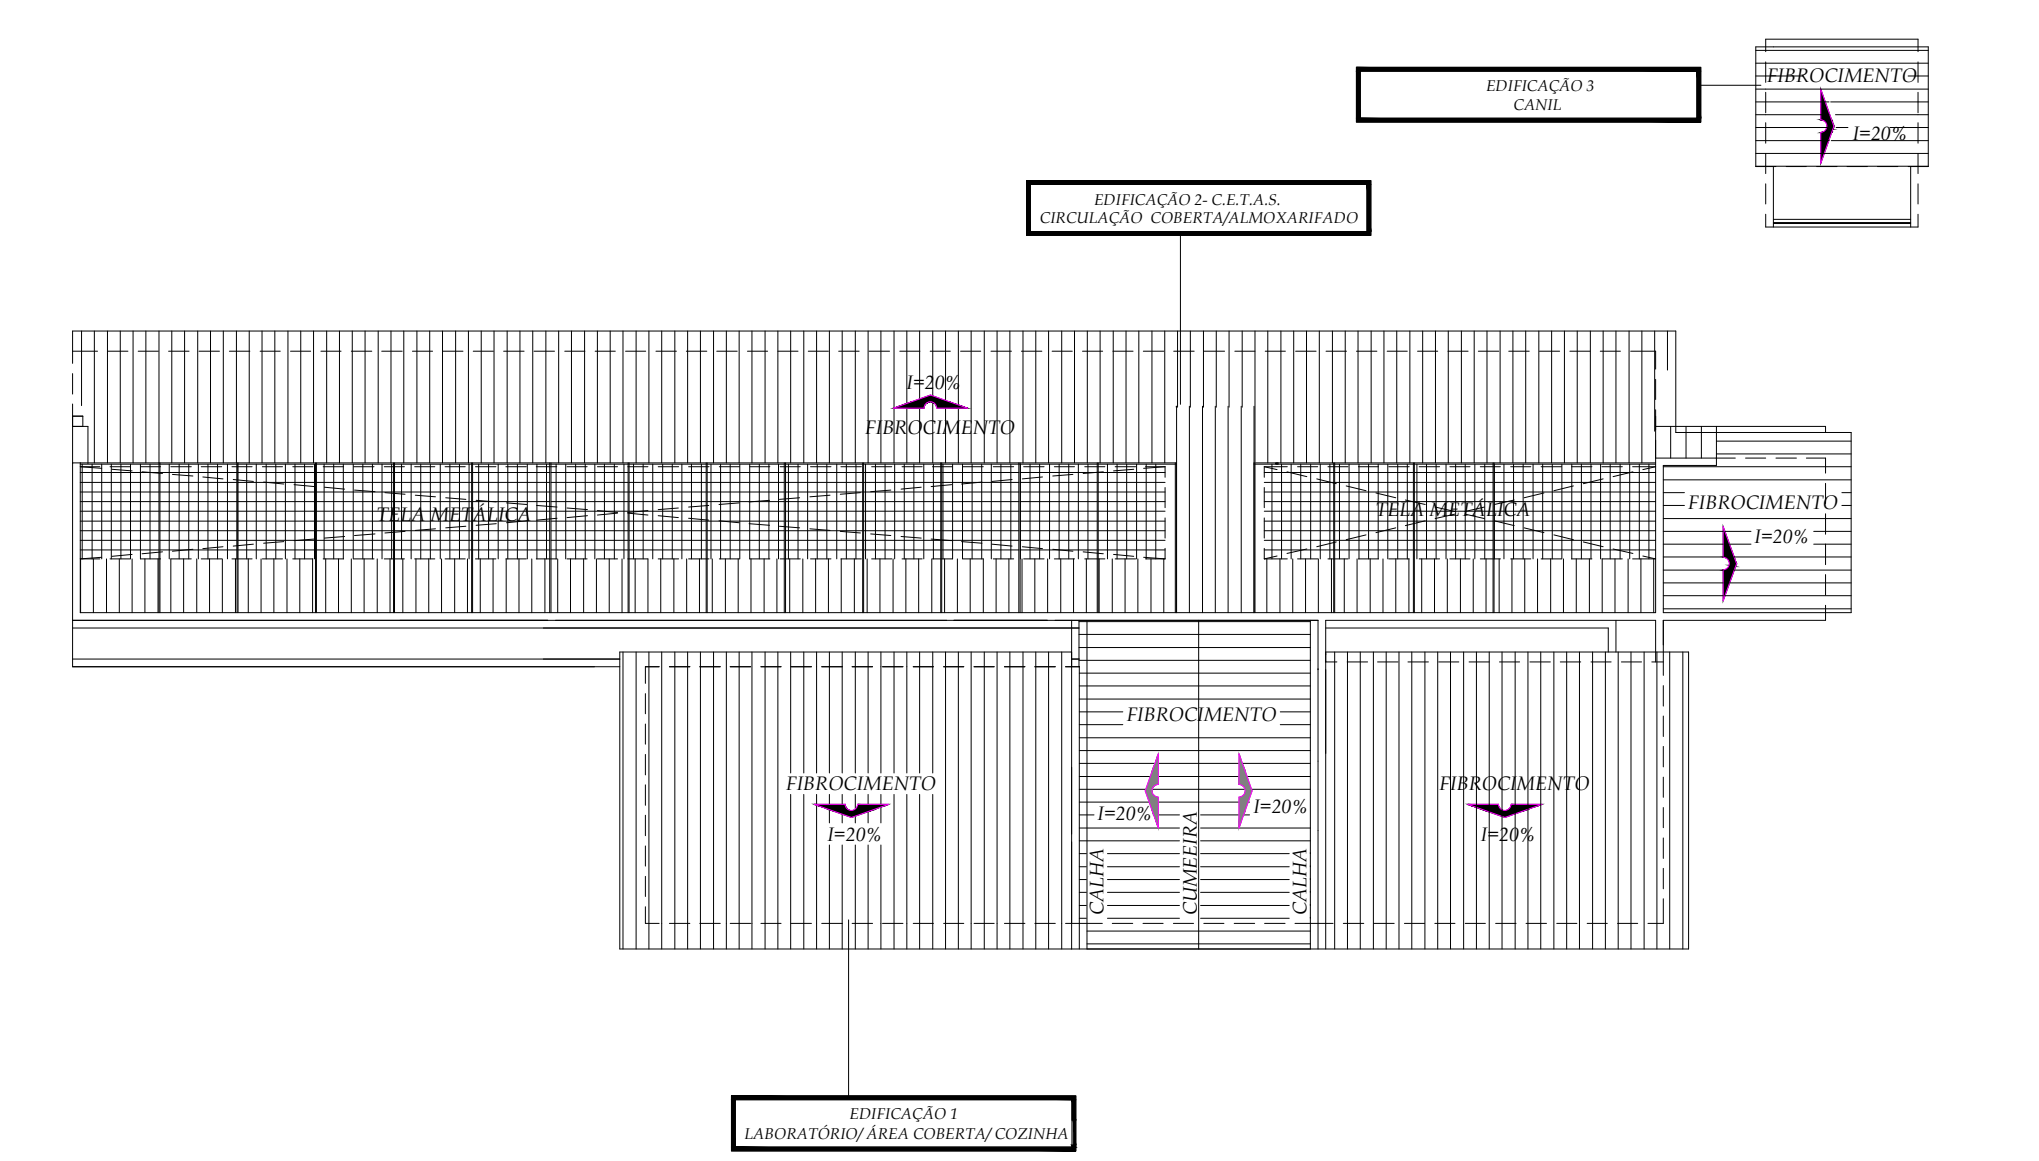 FIBROCIMENTO
I=20%
EDIFICAÇÃO 3
CANIL
EDIFICAÇÃO 2- C.E.T.A.S.
CIRCULAÇÃO COBERTA/ALMOXARIFADO
I=20%
FIBROCIMENTO
TELA METÁLICA
TELA METÁLICA
FIBROCIMENTO
I=20%
FIBROCIMENTO
I=20%
FIBROCIMENTO
I=20%
I=20%
CALHA
CUMEEIRA
CALHA
FIBROCIMENTO
I=20%
EDIFICAÇÃO 1
LABORATÓRIO/ ÁREA COBERTA/ COZINHA